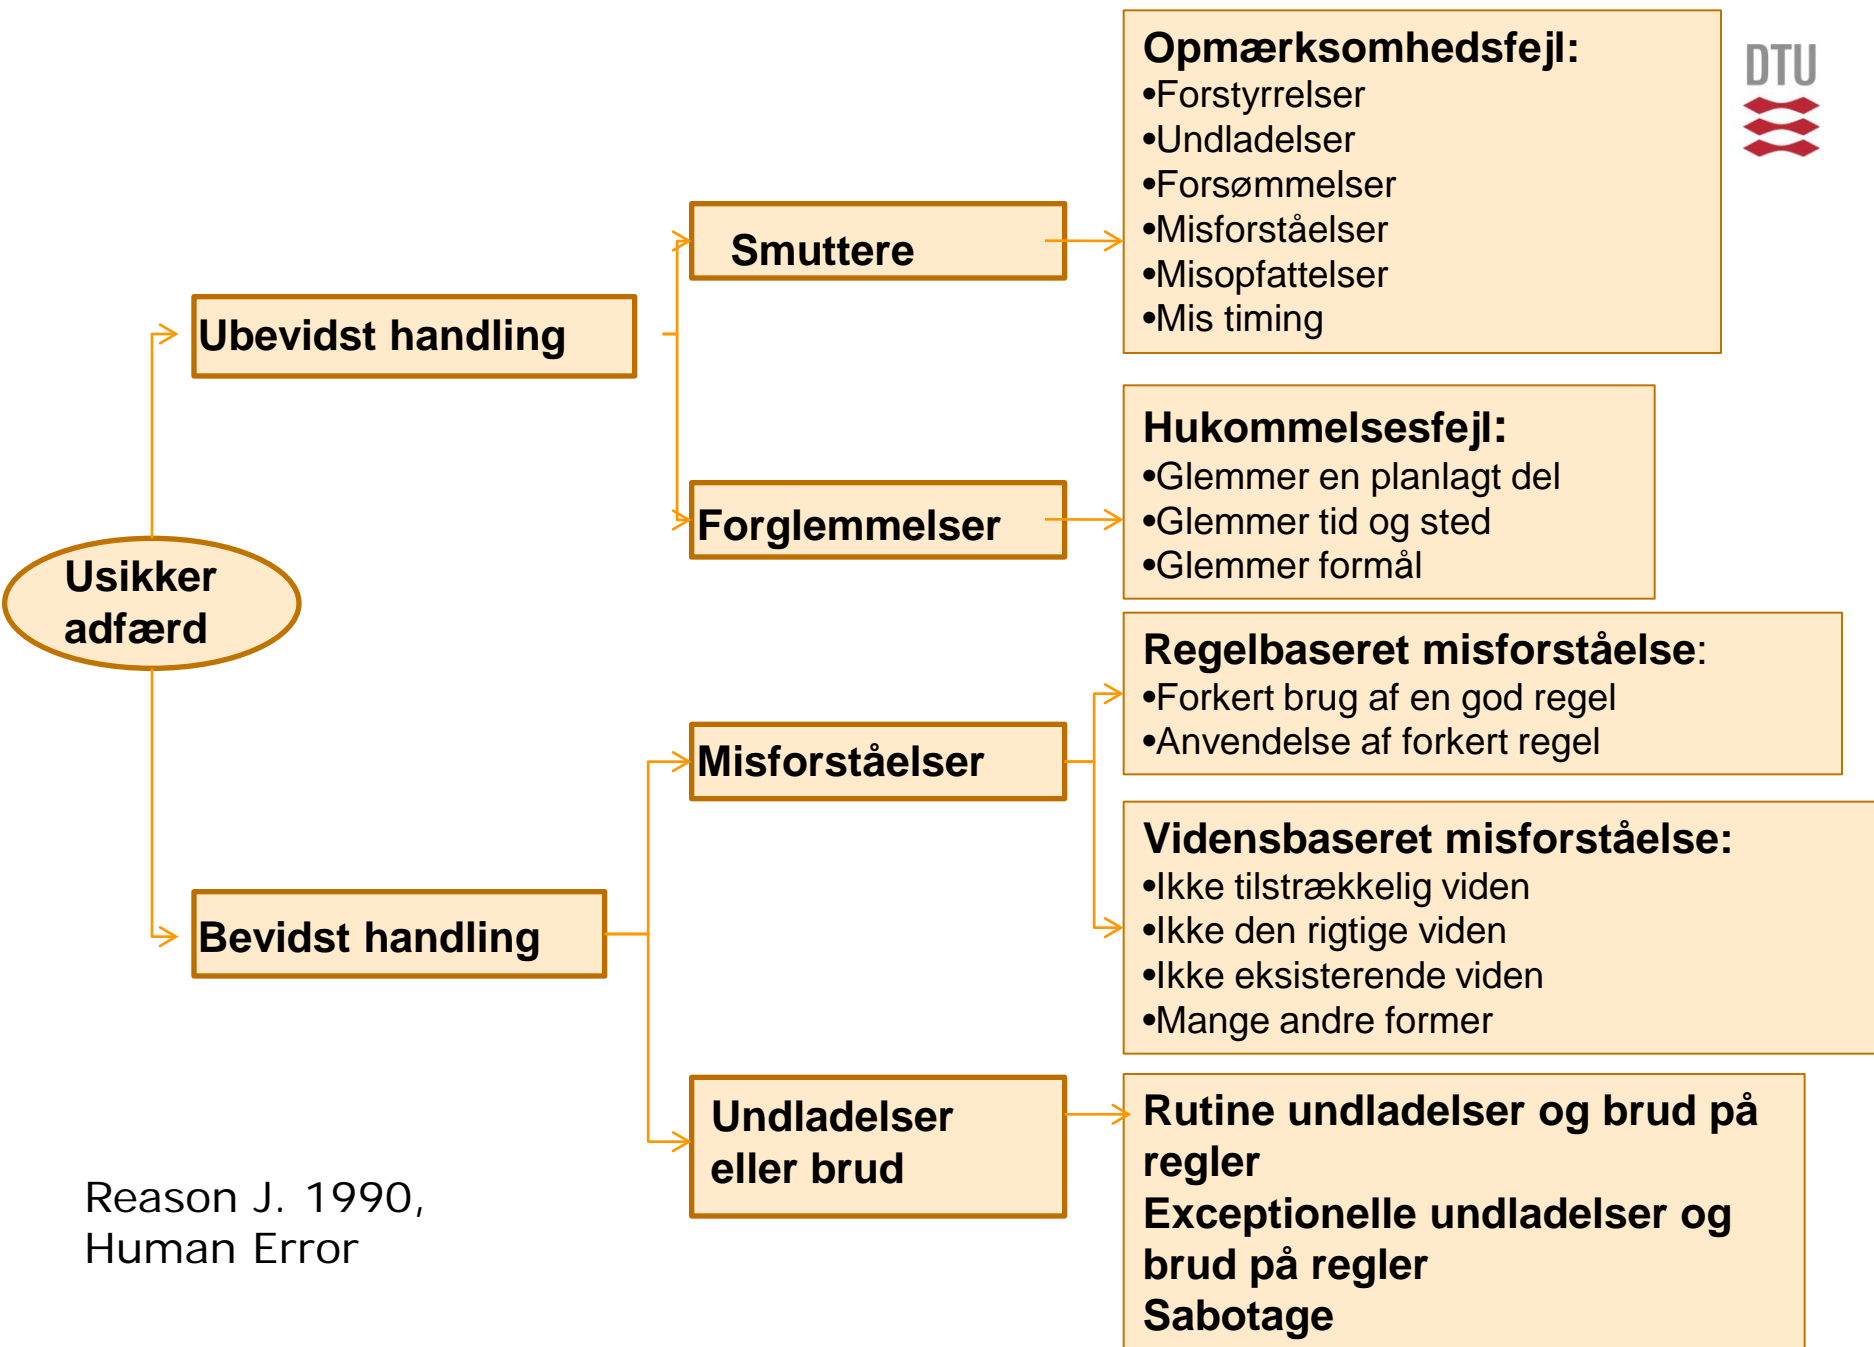 Opmærksomhedsfejl:
•Forstyrrelser
•Undladelser
•Forsømmelser
•Misforståelser
•Misopfattelser
•Mis timing
DTU
Smuttere
Ubevidst handling
Hukommelsesfejl:
•Glemmer en planlagt del
•Glemmer tid og sted
•Glemmer formål
Forglemmelser
Usikker
adfærd
Regelbaseret misforståelse:
•Forkert brug af en god regel
•Anvendelse af forkert regel
Misforståelser
Vidensbaseret misforståelse:
•Ikke tilstrækkelig viden
•Ikke den rigtige viden
•Ikke eksisterende viden
•Mange andre former
Bevidst handling
Undladelser
eller brud
Rutine undladelser og brud på
regler
Exceptionelle undladelser og
brud på regler
Sabotage
Reason J. 1990,
Human Error